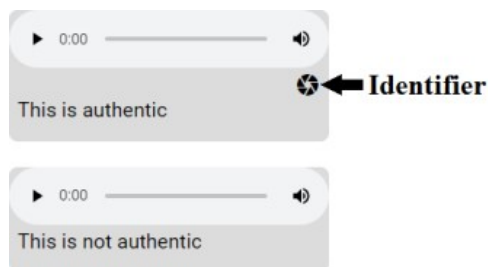 0:00
Identifier
This is authentic
0:00
This is not authentic